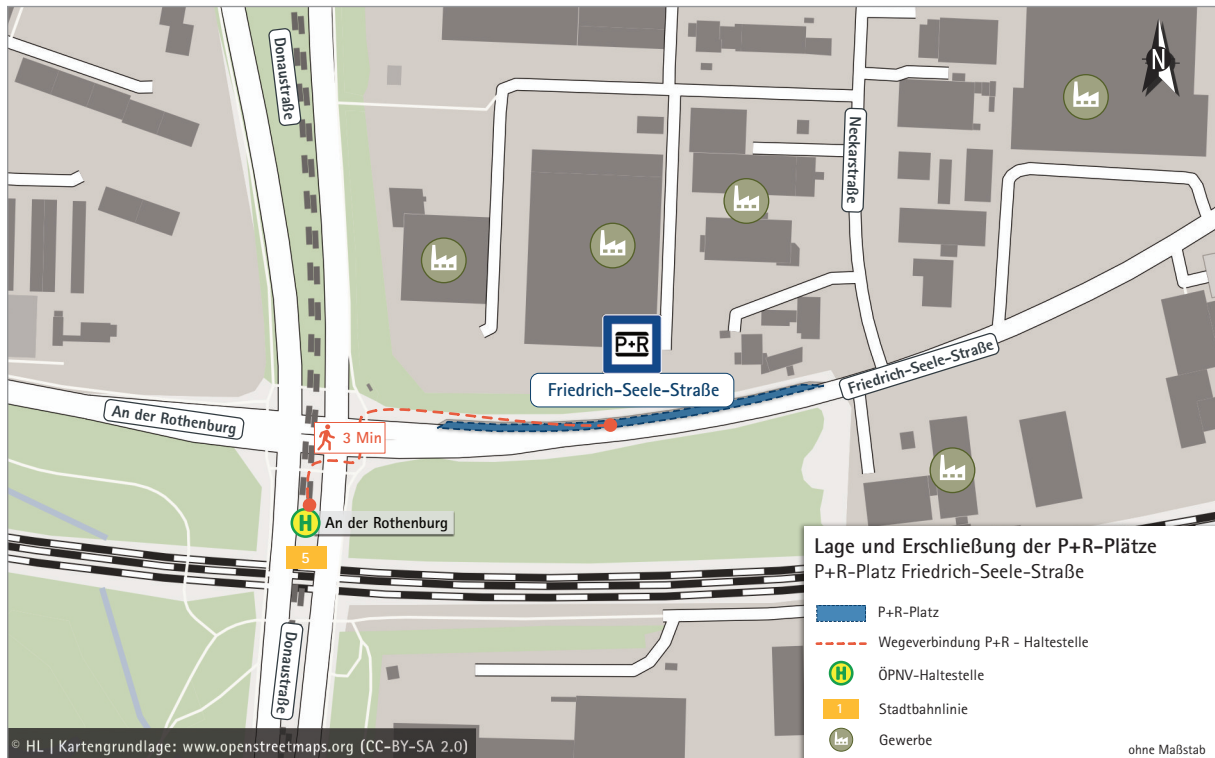 N
Donaustraße
Neckarstraße
P+R
Friedrich-Seele-Straße
Friedrich-Seele-Straße
An der Rothenburg
3 Min
H
An der Rothenburg
5
Donaustraße
Lage und Erschließung der P+R-Plätze
P+R-Platz Friedrich-Seele-Straße
P+R-Platz
Wegeverbindung P+R - Haltestelle
H
ÖPNV-Haltestelle
1
Stadtbahnlinie
Gewerbe
ohne Maßstab
© HL | Kartengrundlage: www.openstreetmaps.org (CC-BY-SA 2.0)